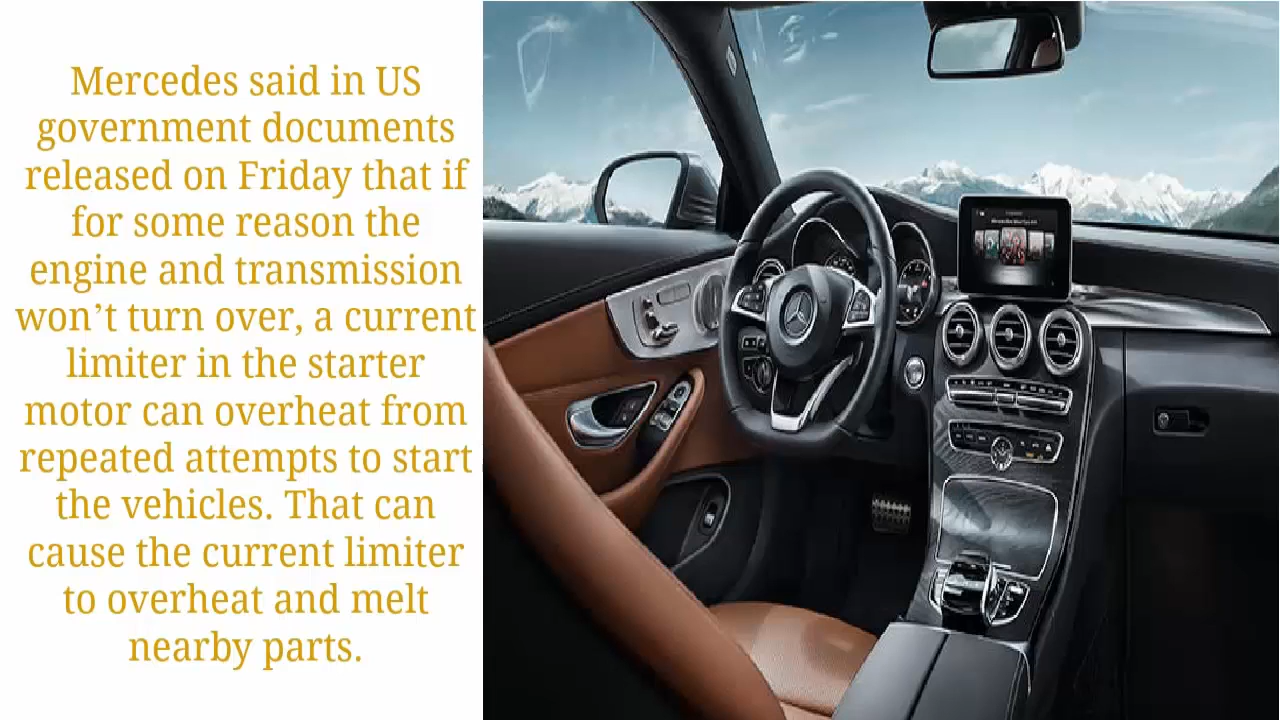 Mercedes said in US
government documents
released on Friday that if
for some reason the
engine and transmission
won’t turn over, a current
limiter in the starter
motor can overheat from
repeated attempts to start
the vehicles. That can
cause the current limiter
to overheat and melt
nearby parts.